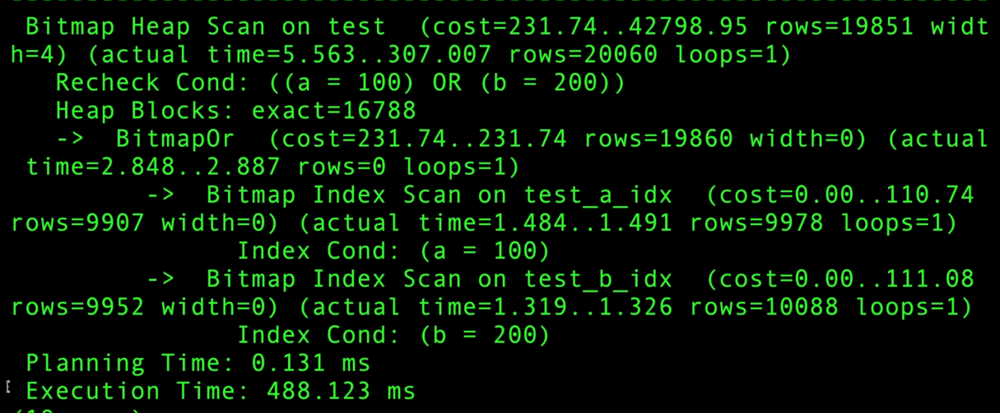 Bitmap Heap Scan on test  (cost=231.74..42798.95 rows=19851 widt
h=4) (actual time=5.563..307.007 rows=20060 loops=1)
   Recheck Cond: ((a = 100) OR (b = 200))
   Heap Blocks: exact=16788
   ->  BitmapOr  (cost=231.74..231.74 rows=19860 width=0) (actual
 time=2.848..2.887 rows=0 loops=1)
         ->  Bitmap Index Scan on test_a_idx  (cost=0.00..110.74
rows=9907 width=0) (actual time=1.484..1.491 rows=9978 loops=1)
               Index Cond: (a = 100)
         ->  Bitmap Index Scan on test_b_idx  (cost=0.00..111.08
rows=9952 width=0) (actual time=1.319..1.326 rows=10088 loops=1)
               Index Cond: (b = 200)
 Planning Time: 0.131 ms
 Execution Time: 488.123 ms